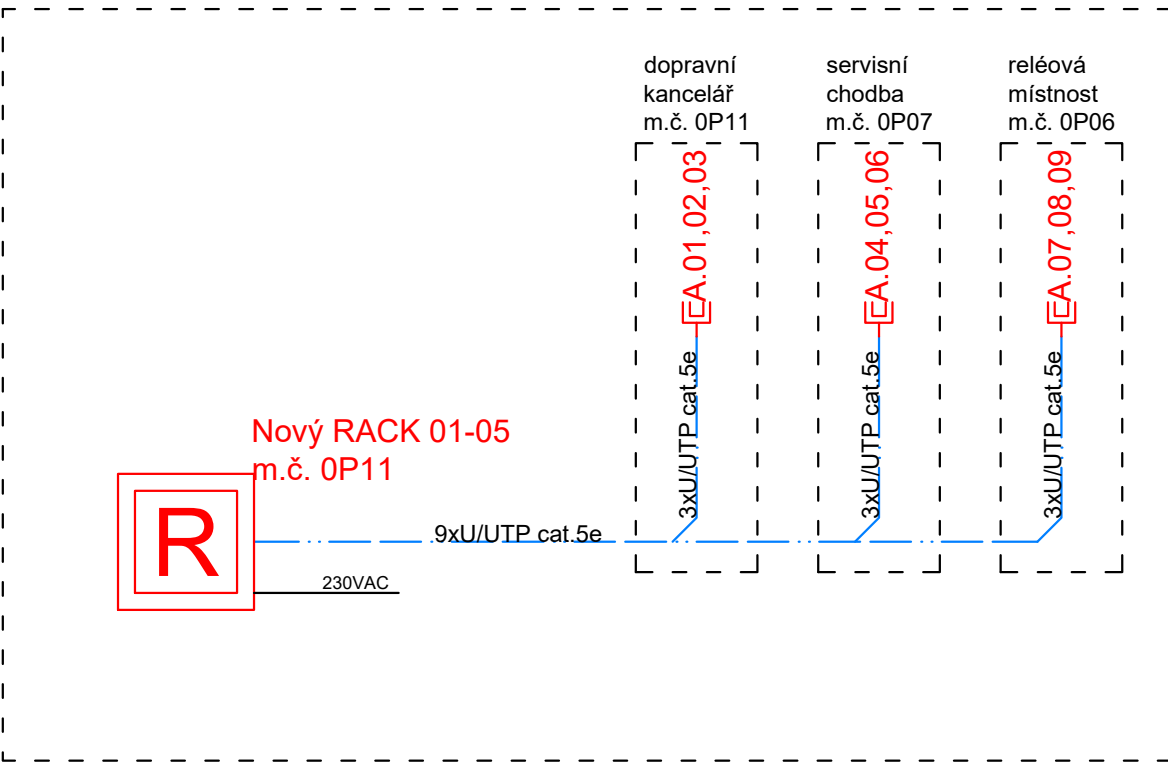 dopravní
kancelář
m.č. 0P11
servisní
chodba
m.č. 0P07
reléová
místnost
m.č. 0P06
A.01,02,03
A.04,05,06
A.07,08,09
3xU/UTP cat.5e
3xU/UTP cat.5e
3xU/UTP cat.5e
Nový RACK 01-05
m.č. 0P11
R
9xU/UTP cat.5e
230VAC